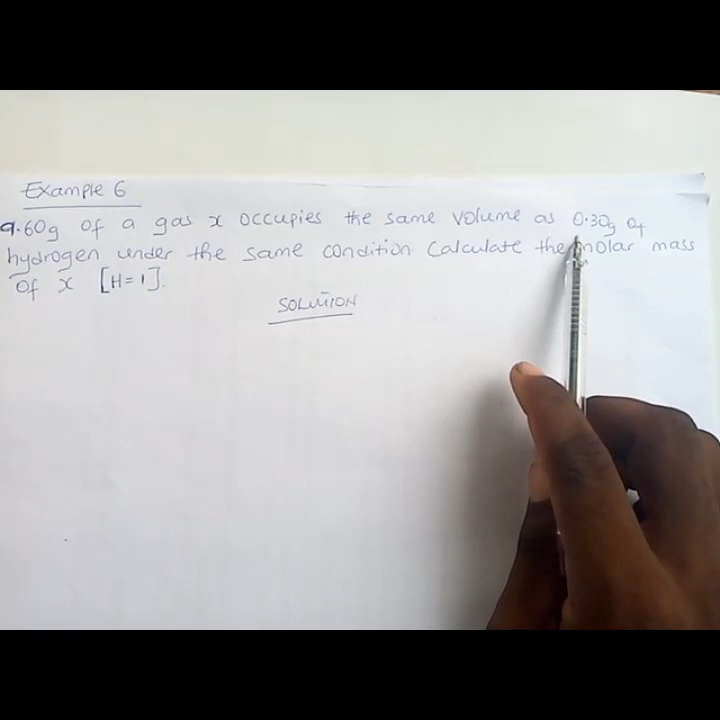 Example 6
9.60g of a gas x occupies the same volume as 0.30g of
hydrogen under the same condition. Calculate the molar mass
of x [H=1].
SOLUTION